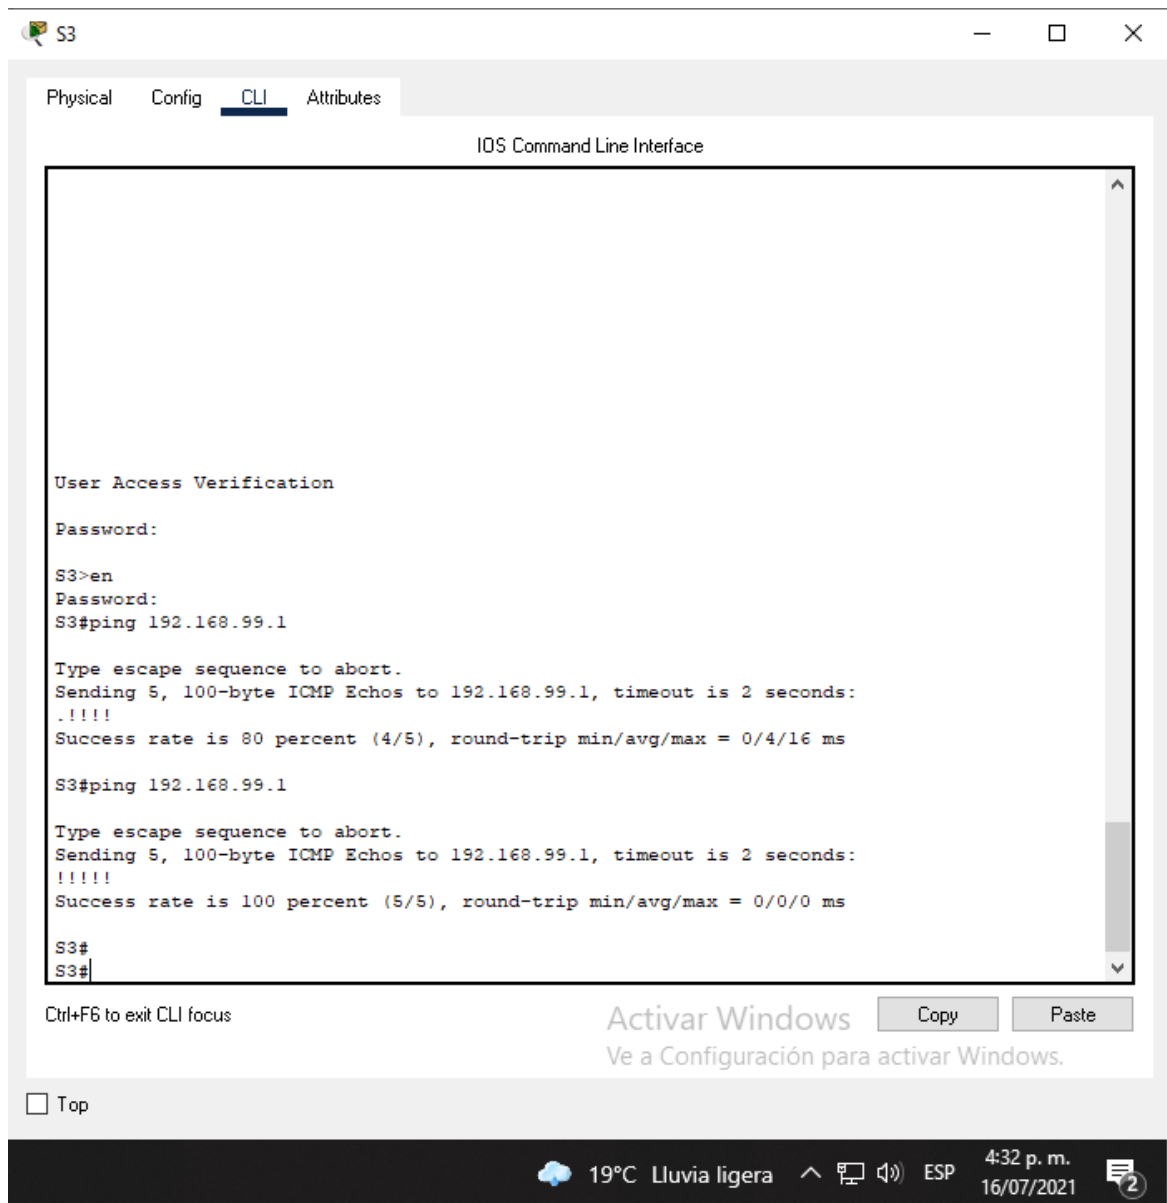 S3
Physical Config CLI Attributes
IOS Command Line Interface
User Access Verification
Password:
S3>en
Password:
S3#ping 192.168.99.1
Type escape sequence to abort.
Sending 5, 100-byte ICMP Echos to 192.168.99.1, timeout is 2 seconds:
.!!!!
Success rate is 80 percent (4/5), round-trip min/avg/max = 0/4/16 ms
S3#ping 192.168.99.1
Type escape sequence to abort.
Sending 5, 100-byte ICMP Echos to 192.168.99.1, timeout is 2 seconds:
!!!!!
Success rate is 100 percent (5/5), round-trip min/avg/max = 0/0/0 ms
S3#
S3#
Ctrl+F6 to exit CLI focus
Activar Windows
Copy Paste
Ve a Configuración para activar Windows.
Top
19°C Lluvia ligera ESP
4:32 p. m.
16/07/2021
2